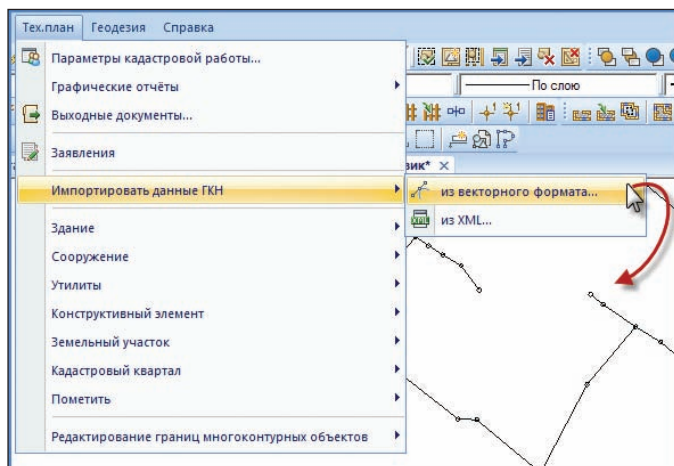 Тех.план Геодезия Справка
Параметры кадастровой работы...
Графические отчёты
По слою
Выходные документы...
Заявления
вик*
Импортировать данные ГКН
из векторного формата...
из XML...
Здание
Сооружение
Утилиты
Конструктивный элемент
Земельный участок
Кадастровый квартал
Пометить
Редактирование границ многоконтурных объектов